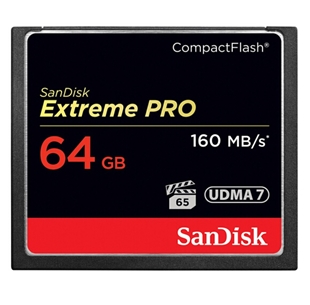 CompactFlash®
SanDisk
Extreme PRO
160 MB/s*
64 GB
65
UDMA 7
SanDisk